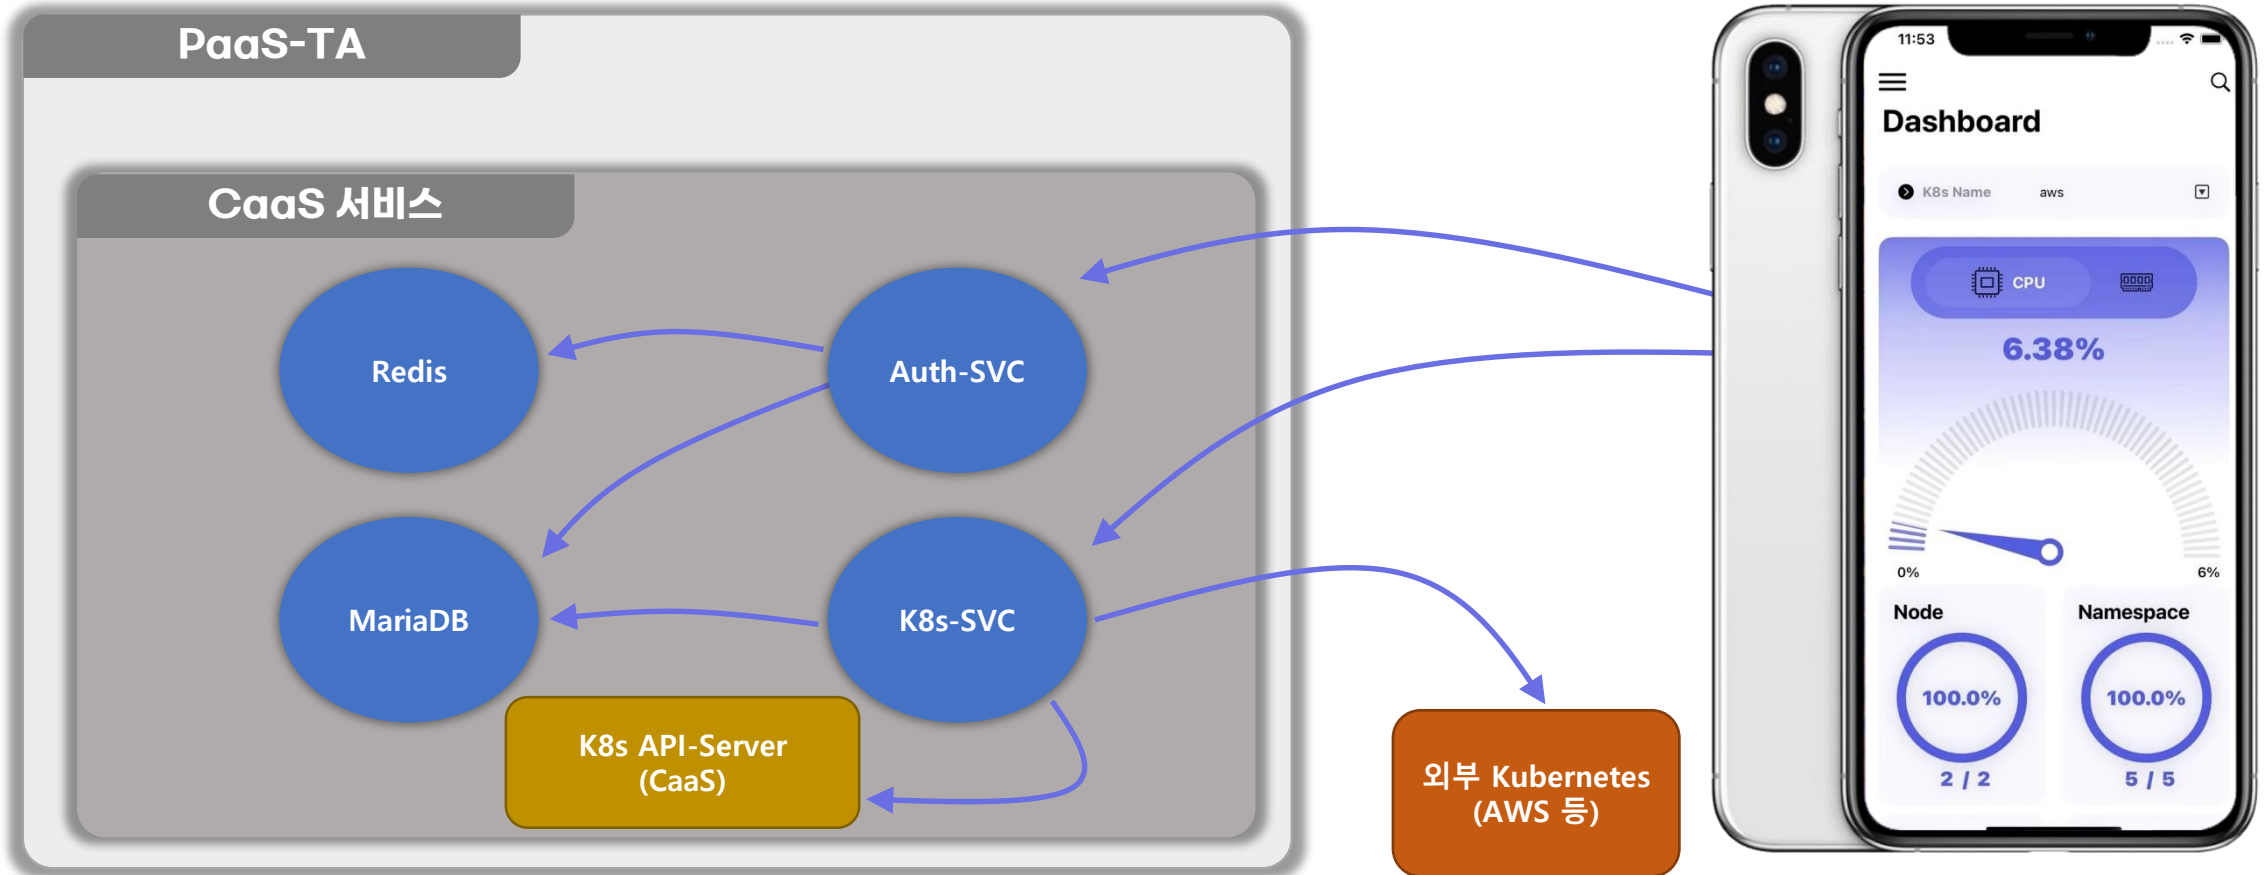 PaaS-TA
CaaS 서비스
Redis
Auth-SVC
MariaDB
K8s-SVC
K8s API-Server
(CaaS)
외부 Kubernetes
(AWS 등)
11:53
Dashboard
K8s Name aws
CPU
6.38%
0% 6%
Node Namespace
100.0% 100.0%
2 / 2 5 / 5